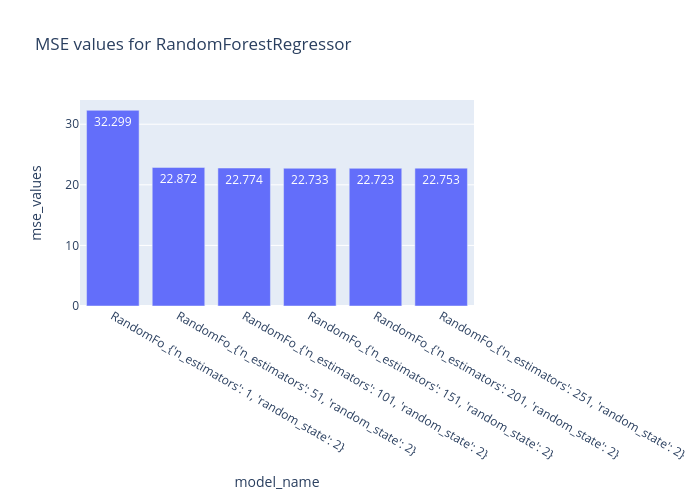 MSE values for RandomForestRegressor
mse_values
30
20
10
0
32.299
22.872
22.774
22.733
22.723
22.753
RandomFo_{'n_estimators': 1, 'random_state': 2}
RandomFo_{'n_estimators': 51, 'random_state': 2}
RandomFo_{'n_estimators': 101, 'random_state': 2}
RandomFo_{'n_estimators': 151, 'random_state': 2}
RandomFo_{'n_estimators': 201, 'random_state': 2}
RandomFo_{'n_estimators': 251, 'random_state': 2}
model_name